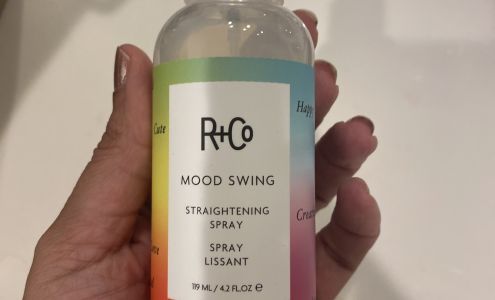 Cute
Happy
R+Co
MOOD SWING
STRAIGHTENING
SPRAY
SPRAY
LISSANT
119 ML / 4.2 FL.OZ ℮